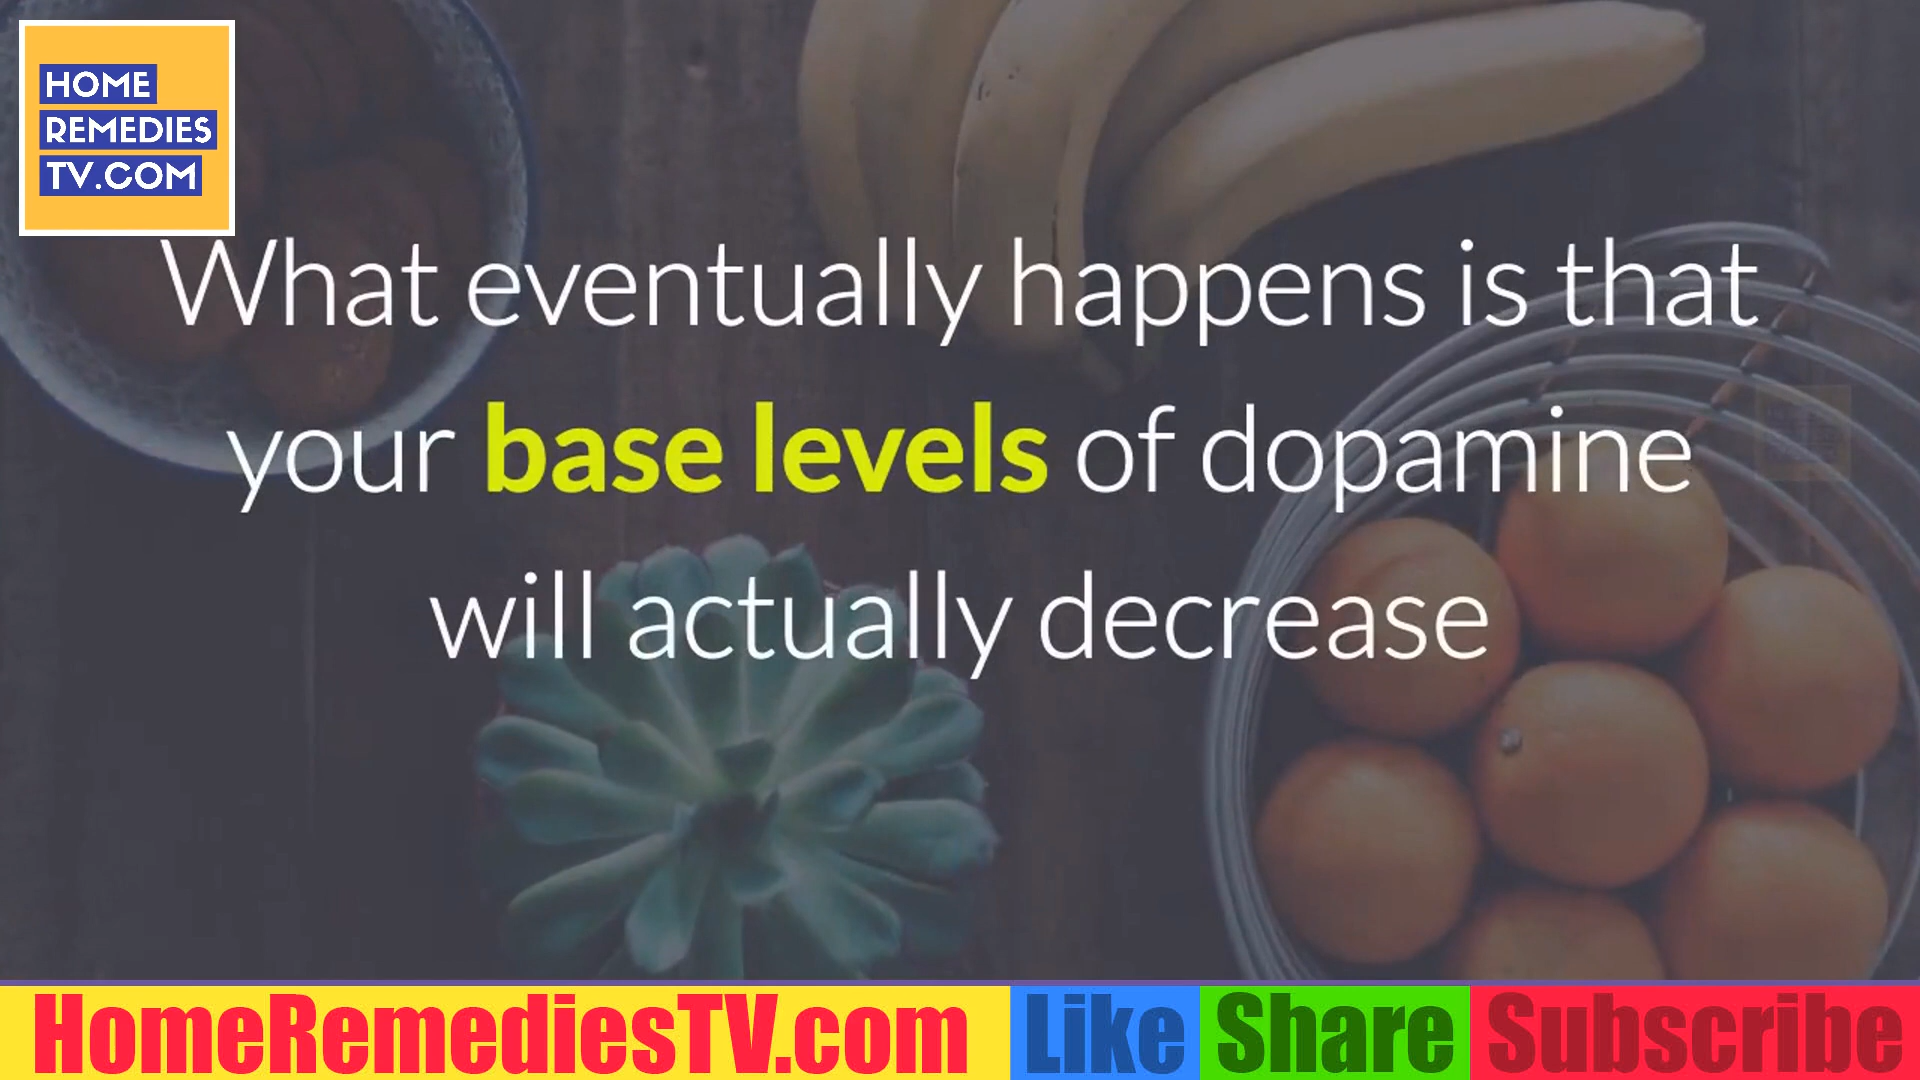 HOME
REMEDIES
TV.COM
What eventually happens is that
your base levels of dopamine
will actually decrease
HomeRemediesTV.com Like Share Subscribe